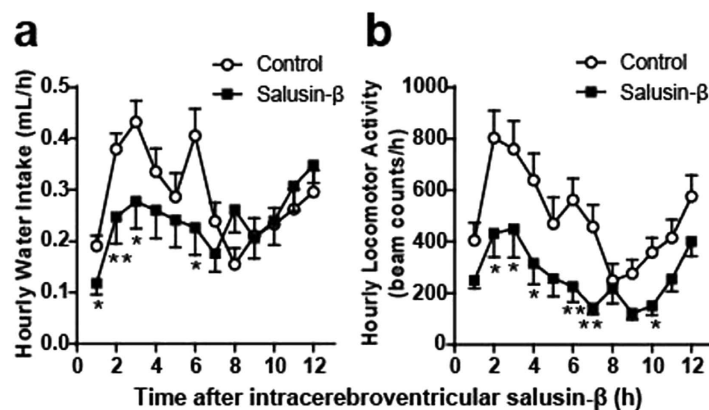 a
Control
Salusin-β
Hourly Water Intake (mL/h)
0.5
0.4
0.3
0.2
0.1
0.0
*
**
*
*
0 2 4 6 8 10 12
b
Control
Salusin-β
Hourly Locomotor Activity
(beam counts/h)
1000
800
600
400
200
0
*
*
*
**
**
*
0 2 4 6 8 10 12
Time after intracerebroventricular salusin-β (h)